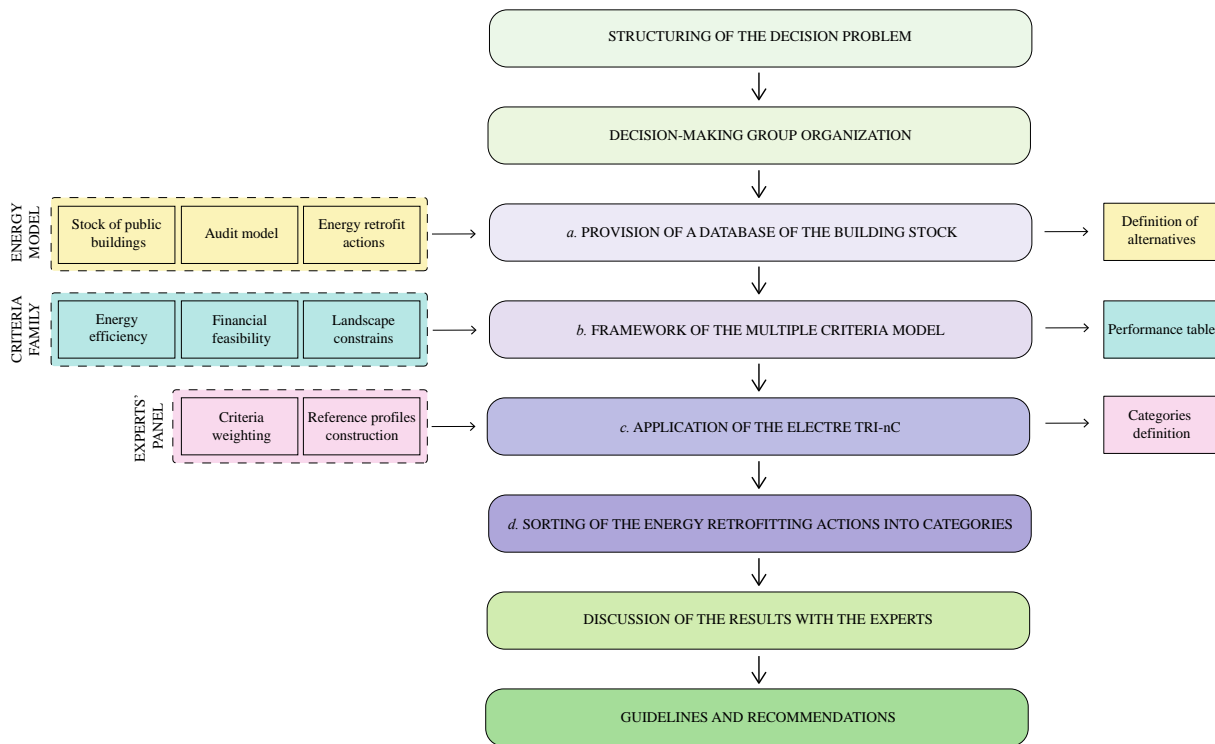 STRUCTURING OF THE DECISION PROBLEM
DECISION-MAKING GROUP ORGANIZATION
ENERGY
MODEL
Stock of public
buildings
Audit model
Energy retrofit
actions
a. PROVISION OF A DATABASE OF THE BUILDING STOCK
Definition of
alternatives
CRITERIA
FAMILY
Energy
efficiency
Financial
feasibility
Landscape
constrains
b. FRAMEWORK OF THE MULTIPLE CRITERIA MODEL
Performance table
EXPERTS'
PANEL
Criteria
weighting
Reference profiles
construction
c. APPLICATION OF THE ELECTRE TRI-nC
Categories
definition
d. SORTING OF THE ENERGY RETROFITTING ACTIONS INTO CATEGORIES
DISCUSSION OF THE RESULTS WITH THE EXPERTS
GUIDELINES AND RECOMMENDATIONS